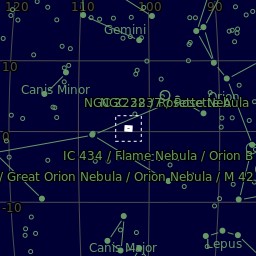 120 110 100 90
Gemini
10
Canis Minor
Orion
NGC 2237 / Rosette Nebula
0
IC 434 / Flame Nebula / Orion B
/ Great Orion Nebula / Orion Nebula / M 42
-10
Canis Major
Lepus